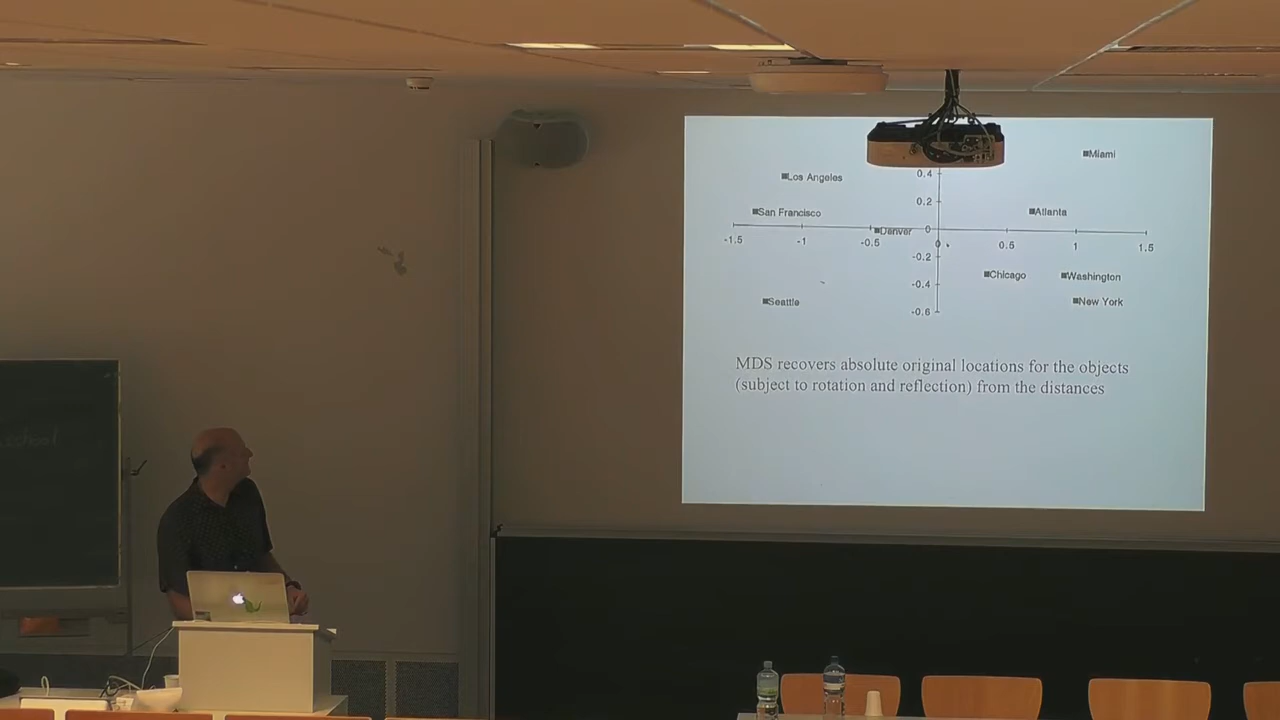 Miami
0.4
Los Angeles
0.2
San Francisco
Atlanta
Denver
0
-1.5
-1
-0.5
0
0.5
1
1.5
-0.2
Chicago
Washington
-0.4
Seattle
New York
-0.6
MDS recovers absolute original locations for the objects
(subject to rotation and reflection) from the distances
school